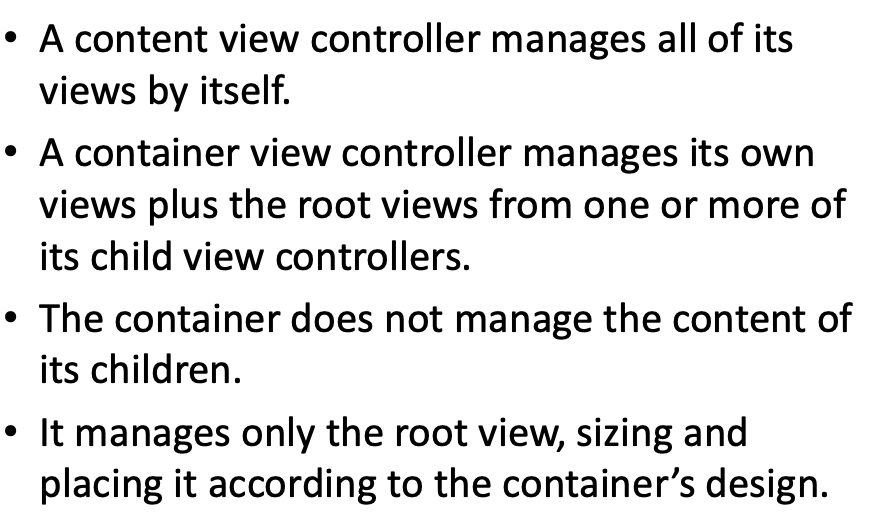 • A content view controller manages all of its
views by itself.
• A container view controller manages its own
views plus the root views from one or more of
its child view controllers.
• The container does not manage the content of
its children.
• It manages only the root view, sizing and
placing it according to the container’s design.